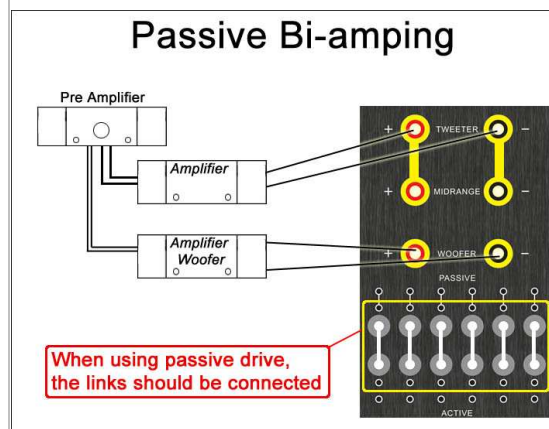 Passive Bi-amping
Pre Amplifier
Amplifier
Amplifier
Woofer
+ TWEETER −
+ MIDRANGE −
+ WOOFER −
PASSIVE
When using passive drive,
the links should be connected
ACTIVE